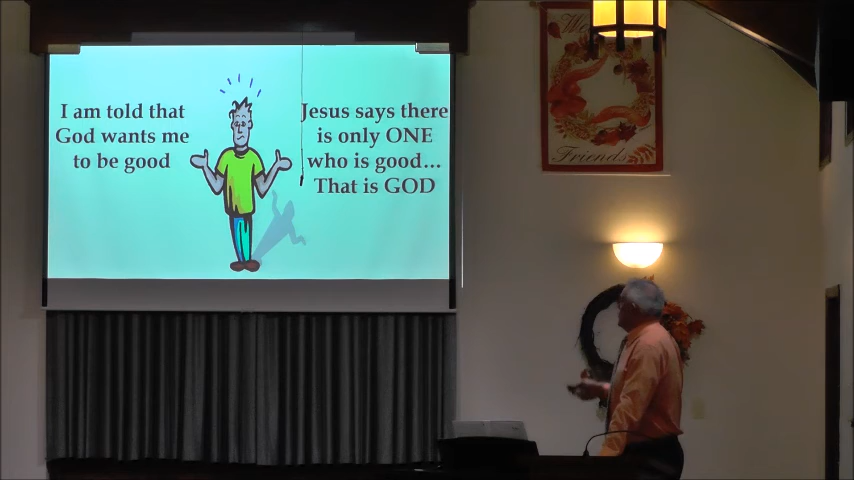 I am told that
God wants me
to be good
Jesus says there
is only ONE
who is good...
That is GOD
Friends